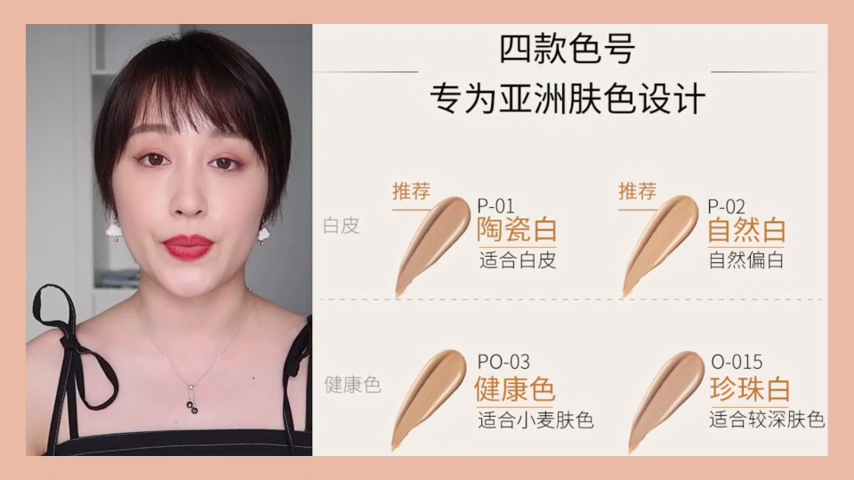 四款色号
专为亚洲肤色设计
白皮
推荐
P-01
陶瓷白
适合白皮
推荐
P-02
自然白
自然偏白
健康色
PO-03
健康色
适合小麦肤色
O-015
珍珠白
适合较深肤色